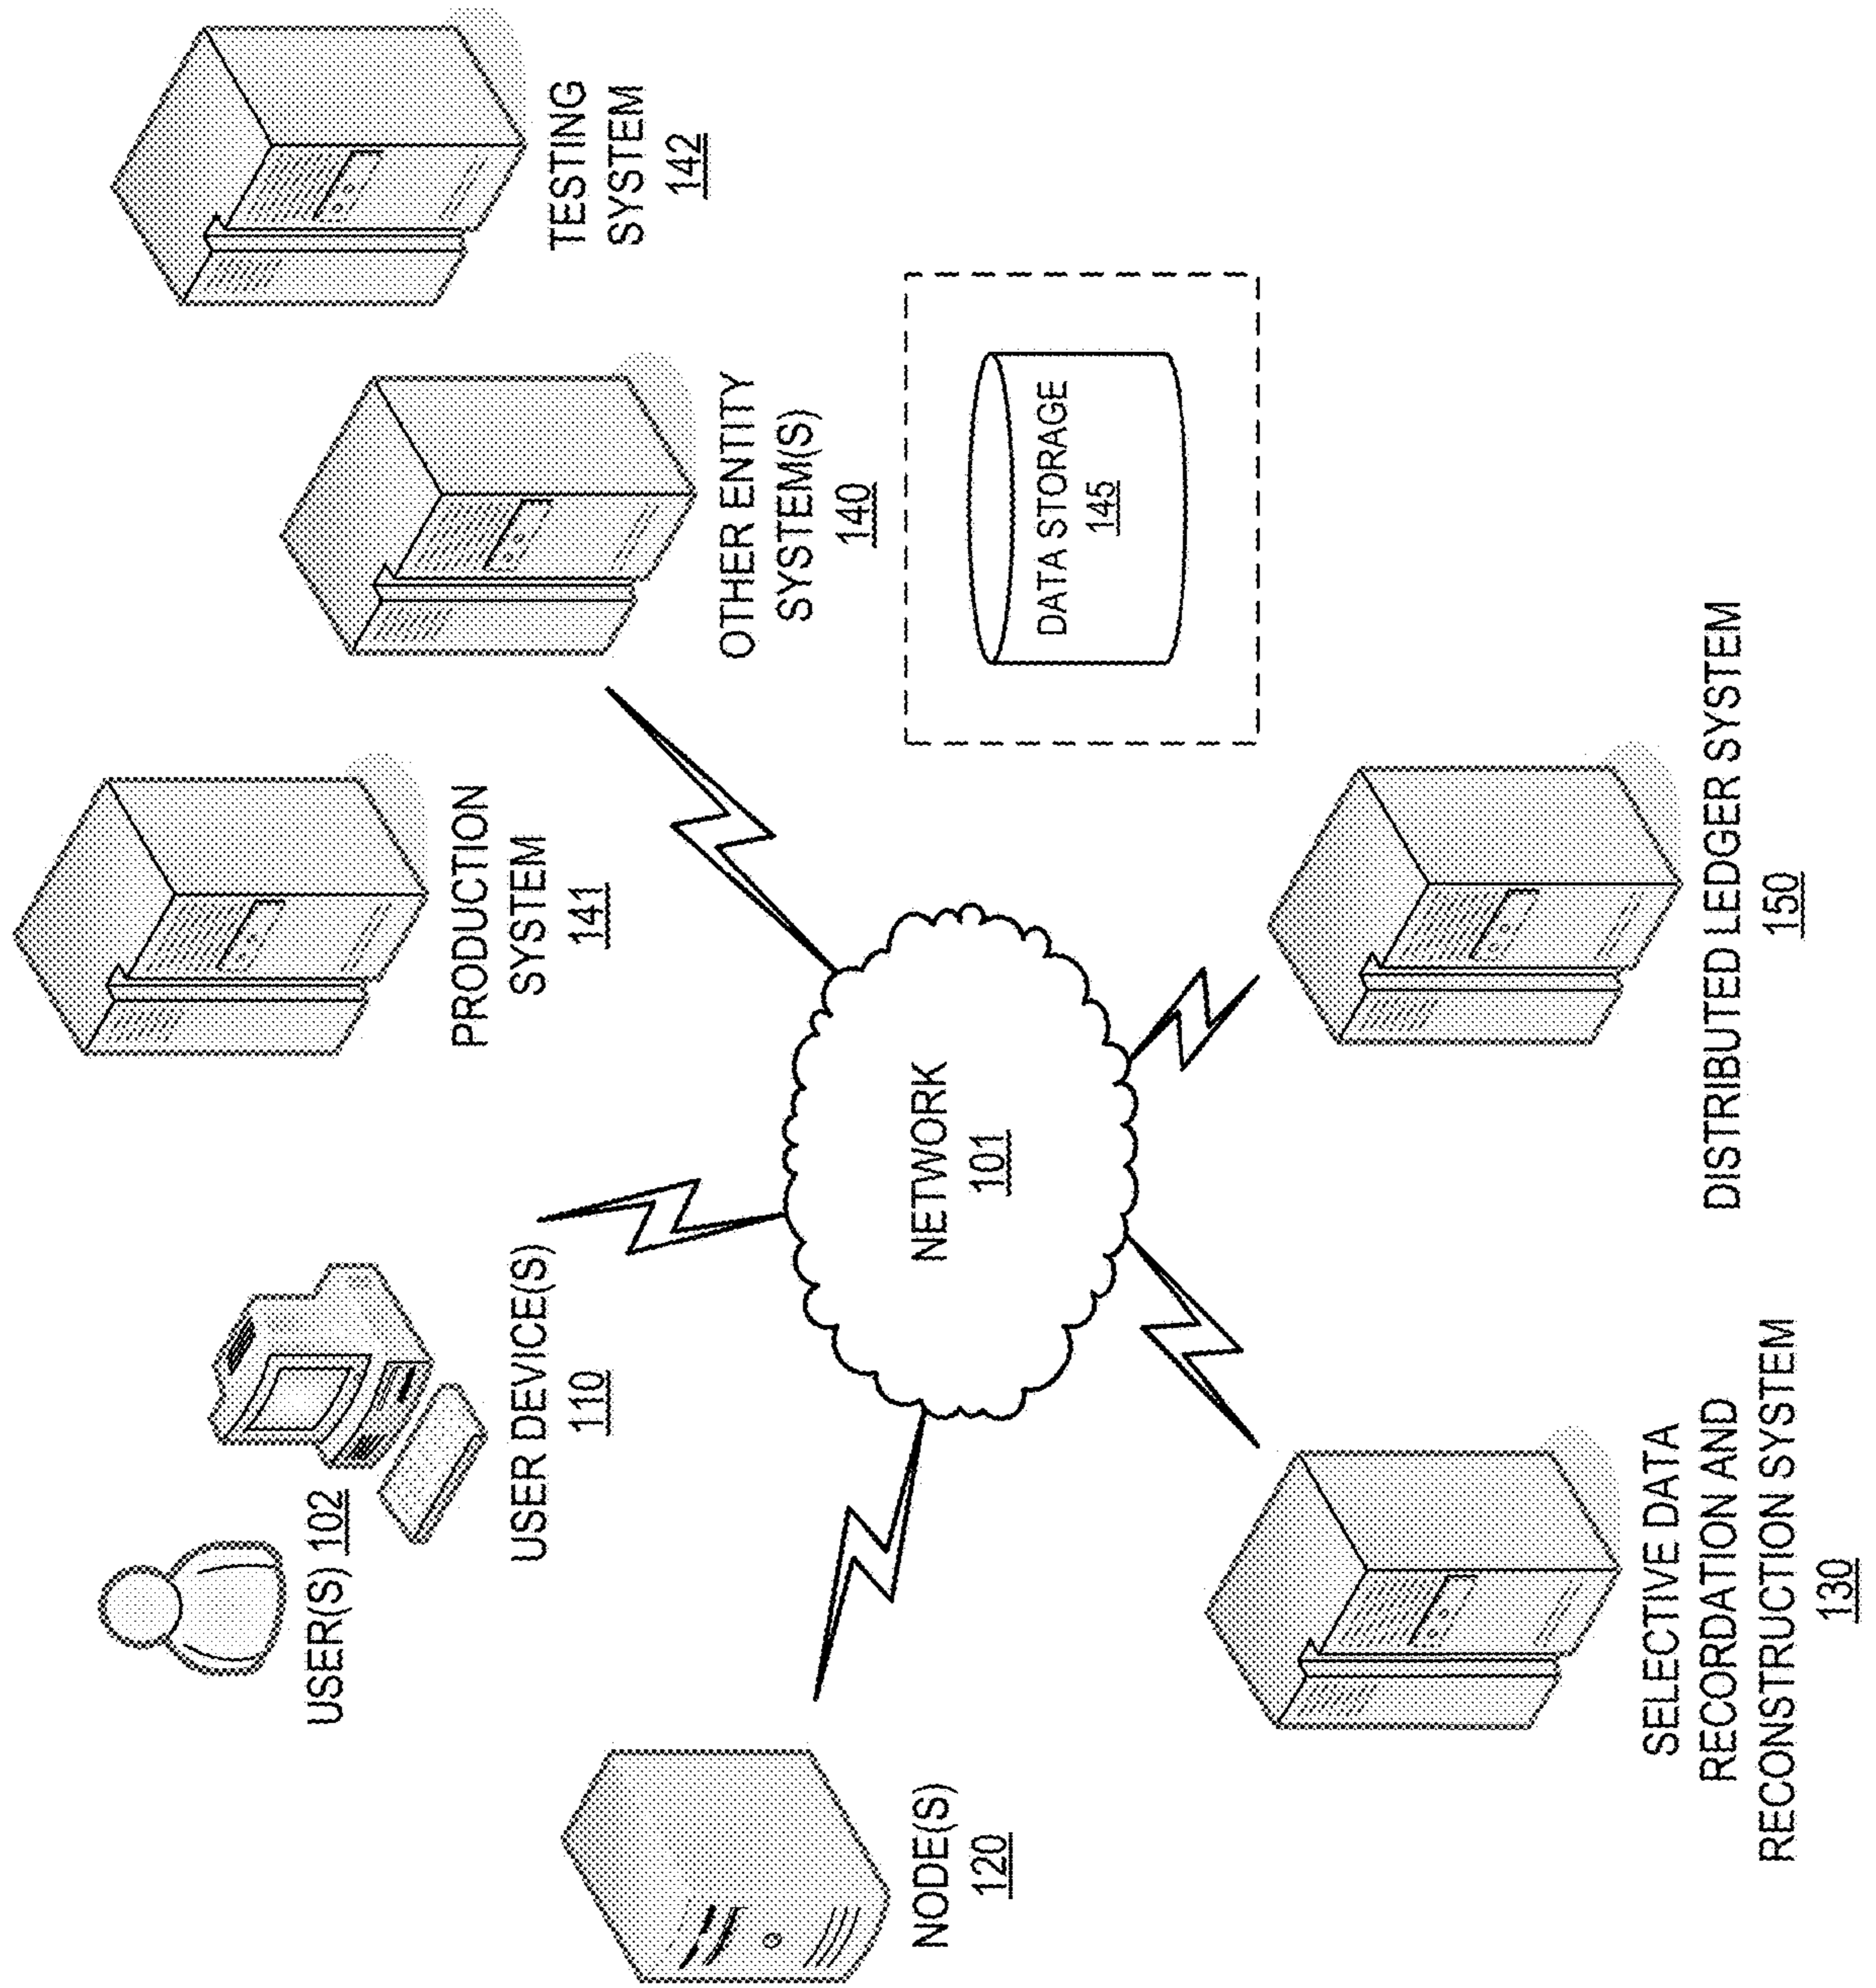 USER(S) 102
USER DEVICE(S)
110
PRODUCTION
SYSTEM
141
TESTING
SYSTEM
142
OTHER ENTITY
SYSTEM(S)
140
NODE(S)
120
NETWORK
101
DATA STORAGE
145
SELECTIVE DATA
RECORDATION AND
RECONSTRUCTION SYSTEM
130
DISTRIBUTED LEDGER SYSTEM
150